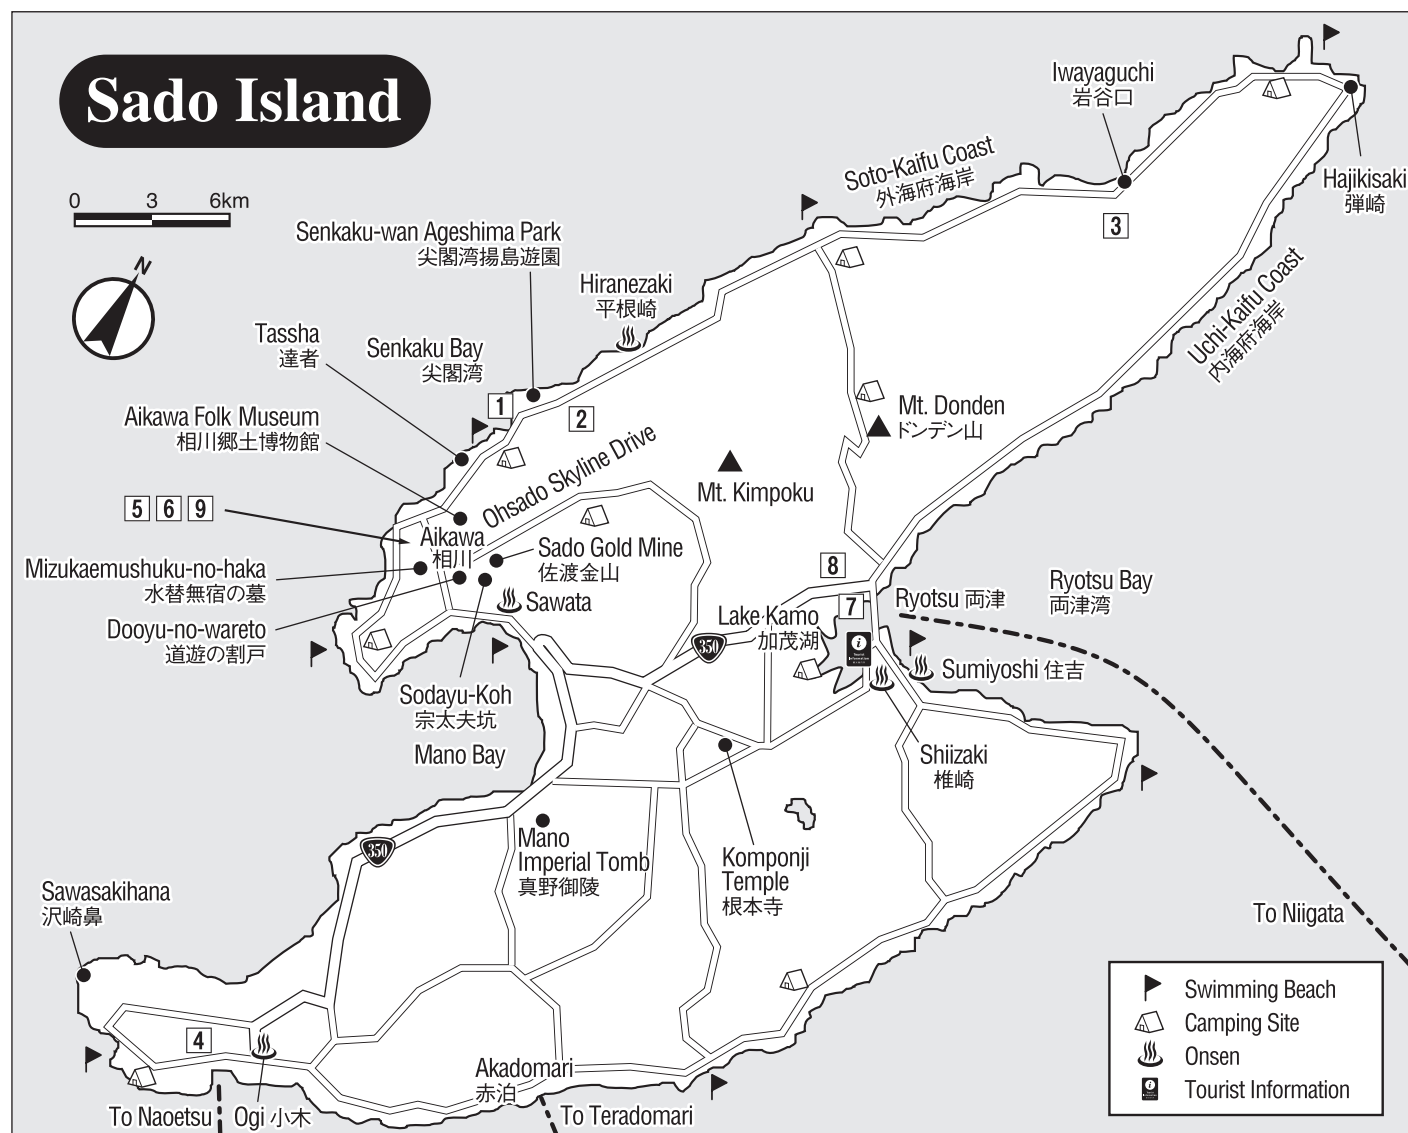 Sado Island
0 3 6km
N
Iwayaguchi
岩谷口
Soto-Kaifu Coast
外海府海岸
Hajikisaki
弾崎
3
Senkaku-wan Ageshima Park
尖閣湾揚島遊園
Hiranezaki
平根崎
Uchi-Kaifu Coast
内海府海岸
Tassha
達者
Senkaku Bay
尖閣湾
1
2
Mt. Donden
ドンデン山
Aikawa Folk Museum
相川郷土博物館
Ohsado Skyline Drive
Mt. Kimpoku
5 6 9
Aikawa
相川
Sado Gold Mine
佐渡金山
Mizukaemushuku-no-haka
水替無宿の墓
8
Sawata
7
Ryotsu 両津
Ryotsu Bay
両津湾
Dooyu-no-wareto
道遊の割戸
Lake Kamo
加茂湖
350
Sumiyoshi 住吉
Sodayu-Koh
宗太夫坑
Mano Bay
Shiizaki
椎崎
Mano
Imperial Tomb
真野御陵
350
Komponji
Temple
根本寺
Sawasakihana
沢崎鼻
To Niigata
4
Akadomari
赤泊
To Naoetsu
Ogi 小木
To Teradomari
Swimming Beach
Camping Site
Onsen
Tourist Information